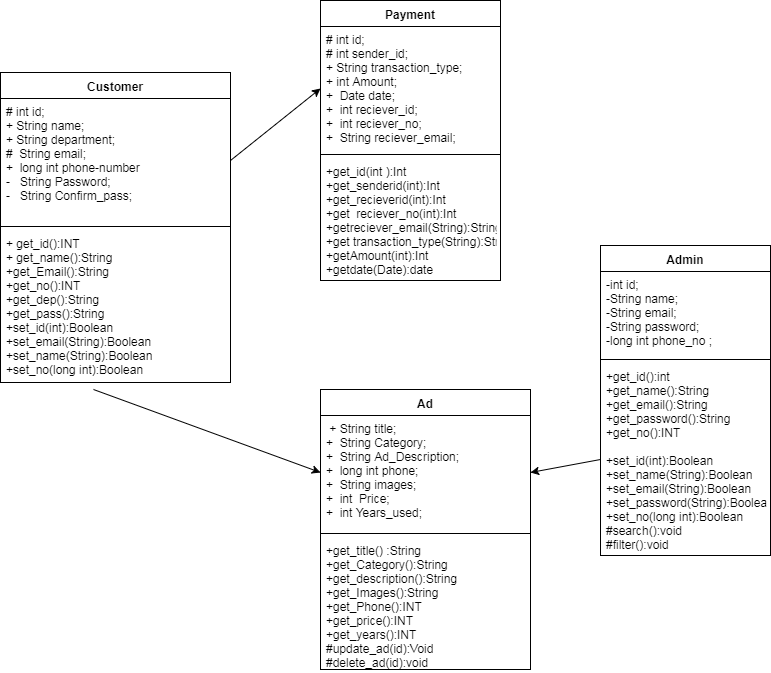 Payment
# int id;
# int sender_id;
+ String transaction_type;
+ int Amount;
+ Date date;
+ int reciever_id;
+ int reciever_no;
+ String reciever_email;
+get_id(int ):Int
+get_senderid(int):Int
+get_recieverid(int):Int
+get reciever_no(int):Int
+getreciever_email(String):String
+get transaction_type(String):Stri
+getAmount(int):Int
+getdate(Date):date
Customer
# int id;
+ String name;
+ String department;
# String email;
+ long int phone-number
- String Password;
- String Confirm_pass;
+ get_id():INT
+ get_name():String
+get_Email():String
+get_no():INT
+get_dep():String
+get_pass():String
+set_id(int):Boolean
+set_email(String):Boolean
+set_name(String):Boolean
+set_no(long int):Boolean
Admin
-int id;
-String name;
-String email;
-String password;
-long int phone_no ;
+get_id():int
+get_name():String
+get_email():String
+get_password():String
+get_no():INT
+set_id(int):Boolean
+set_name(String):Boolean
+set_email(String):Boolean
+set_password(String):Boolea
+set_no(long int):Boolean
#search():void
#filter():void
Ad
+ String title;
+ String Category;
+ String Ad_Description;
+ long int phone;
+ String images;
+ int Price;
+ int Years_used;
+get_title() :String
+get_Category():String
+get_description():String
+get_Images():String
+get_Phone():INT
+get_price():INT
+get_years():INT
#update_ad(id):Void
#delete_ad(id):void